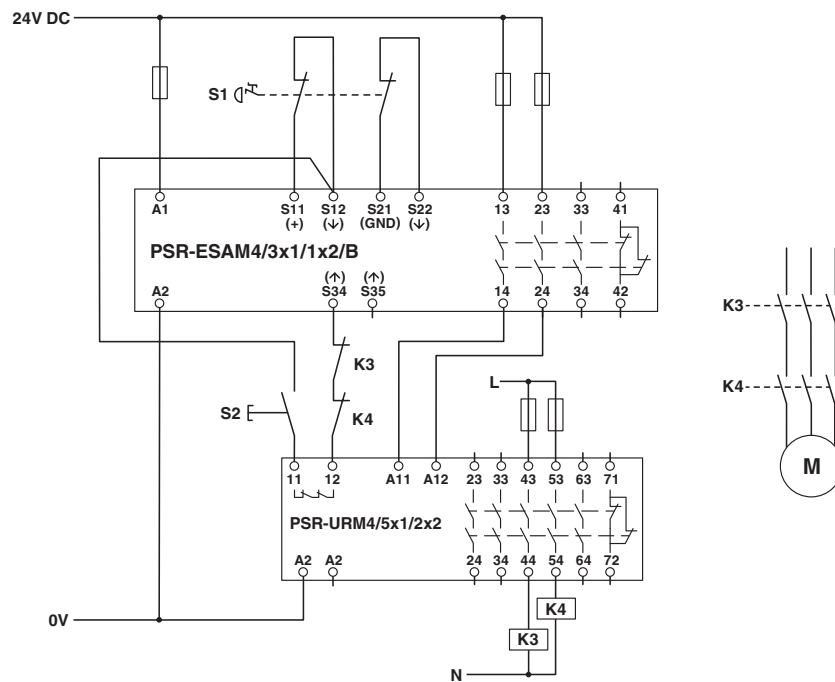 24V DC
S1
A1 S11 S12 S21 S22 13 23 33 41
(+) (↓) (GND) (↓)
PSR-ESAM4/3x1/1x2/B
(↑) (↑)
A2 S34 S35 14 24 34 42
K3
K3
K4
L
K4
S2
M
11 12 A11 A12 23 33 43 53 63 71
PSR-URM4/5x1/2x2
A2 A2 24 34 44 54 64 72
K4
0V
K3
N